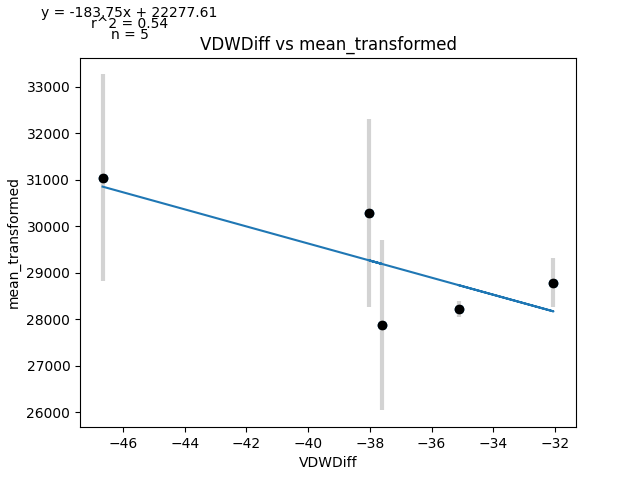 y = -183.75x + 22277.61
r^2 = 0.54
n = 5
VDWDiff vs mean_transformed
33000
32000
31000
30000
29000
28000
27000
26000
mean_transformed
−46
−44
−42
−40
−38
−36
−34
−32
VDWDiff